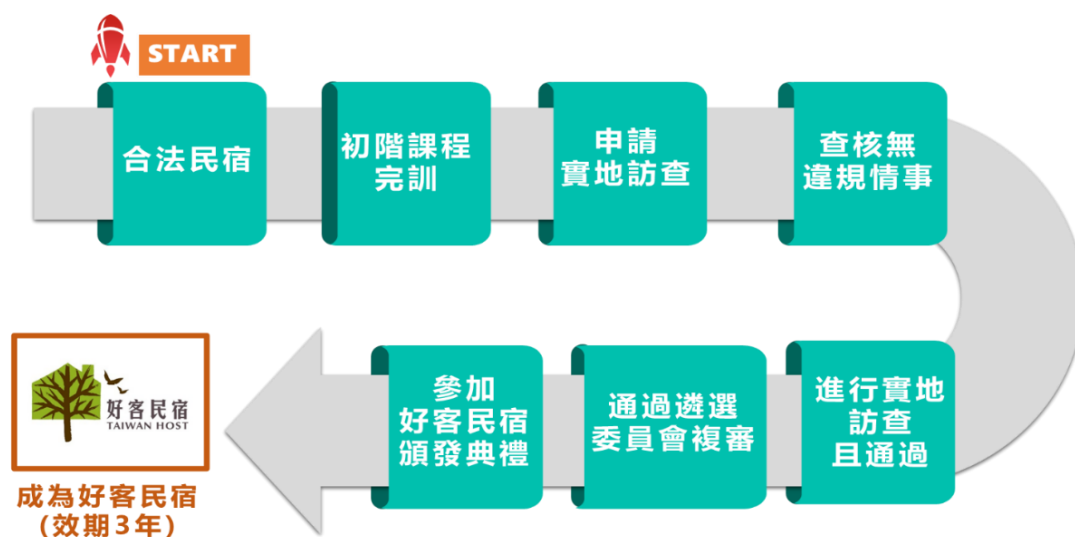 START
合法民宿
初階課程
完訓
申請
實地訪查
查核無
違規情事
進行實地
訪查
且通過
通過遴選
委員會複審
參加
好客民宿
頒發典禮
好客民宿
TAIWAN HOST
成為好客民宿
(效期3年)